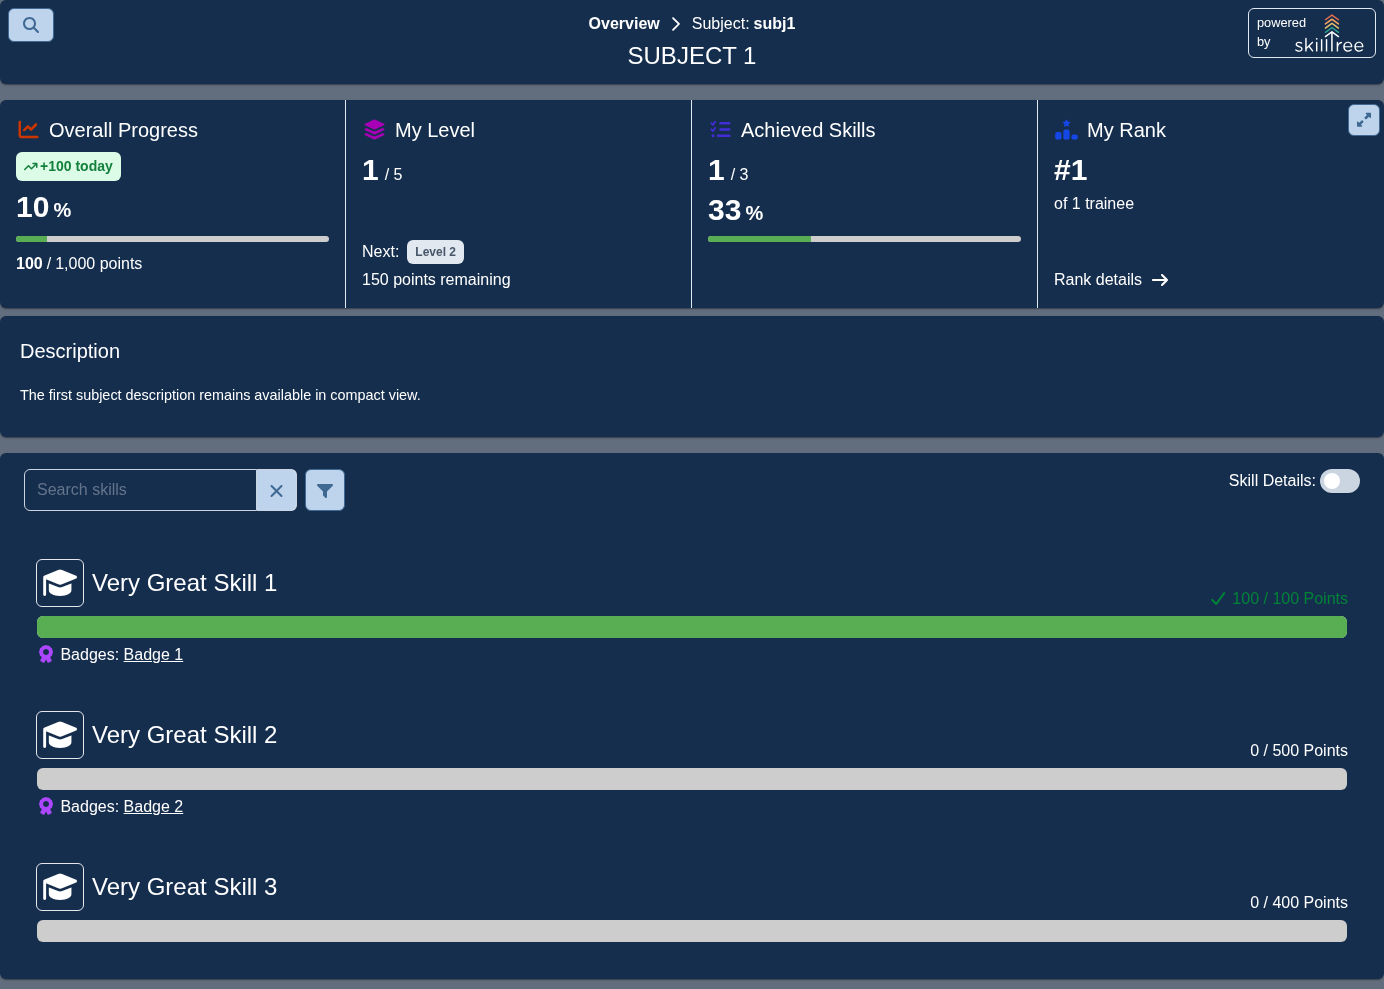 Overview > Subject: subj1
SUBJECT 1
powered by skilltree
Overall Progress
+100 today
10 %
100 / 1,000 points
My Level
1 / 5
Next: Level 2
150 points remaining
Achieved Skills
1 / 3
33 %
My Rank
#1
of 1 trainee
Rank details
Description
The first subject description remains available in compact view.
Search skills
Skill Details:
Very Great Skill 1
100 / 100 Points
Badges: Badge 1
Very Great Skill 2
0 / 500 Points
Badges: Badge 2
Very Great Skill 3
0 / 400 Points